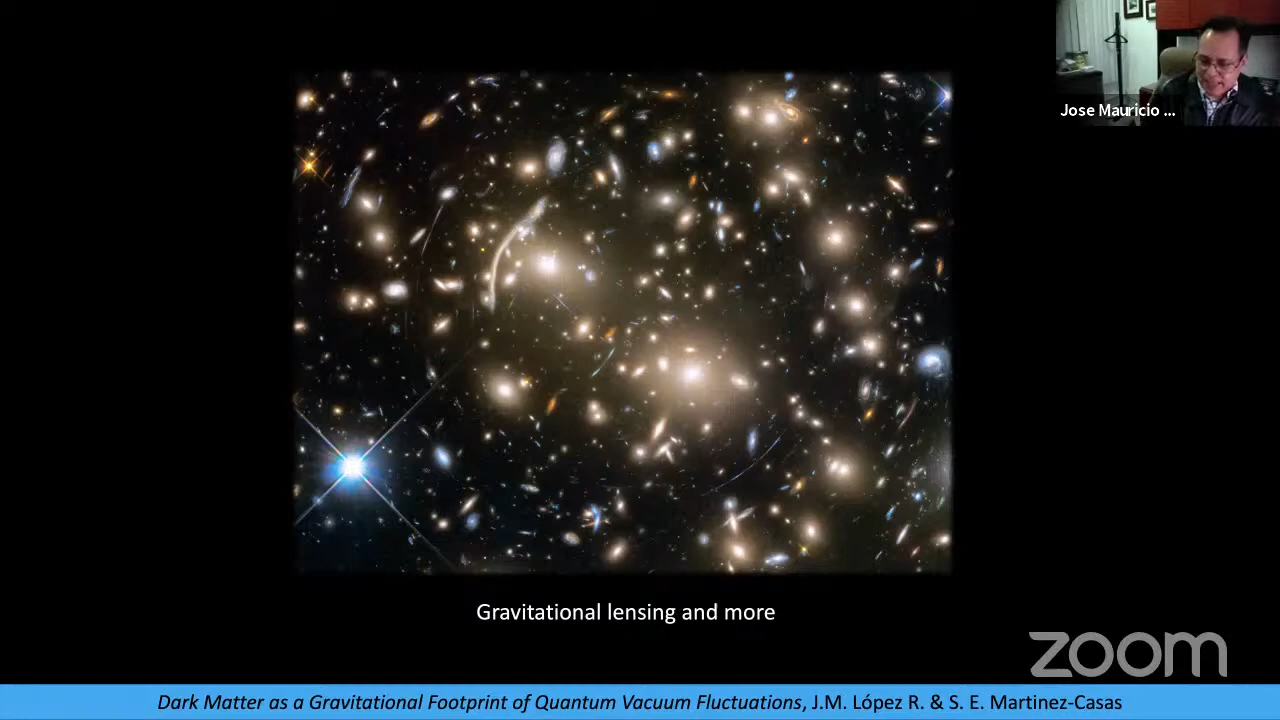 Jose Mauricio ...
Gravitational lensing and more
zoom
Dark Matter as a Gravitational Footprint of Quantum Vacuum Fluctuations, J.M. López R. & S. E. Martinez-Casas